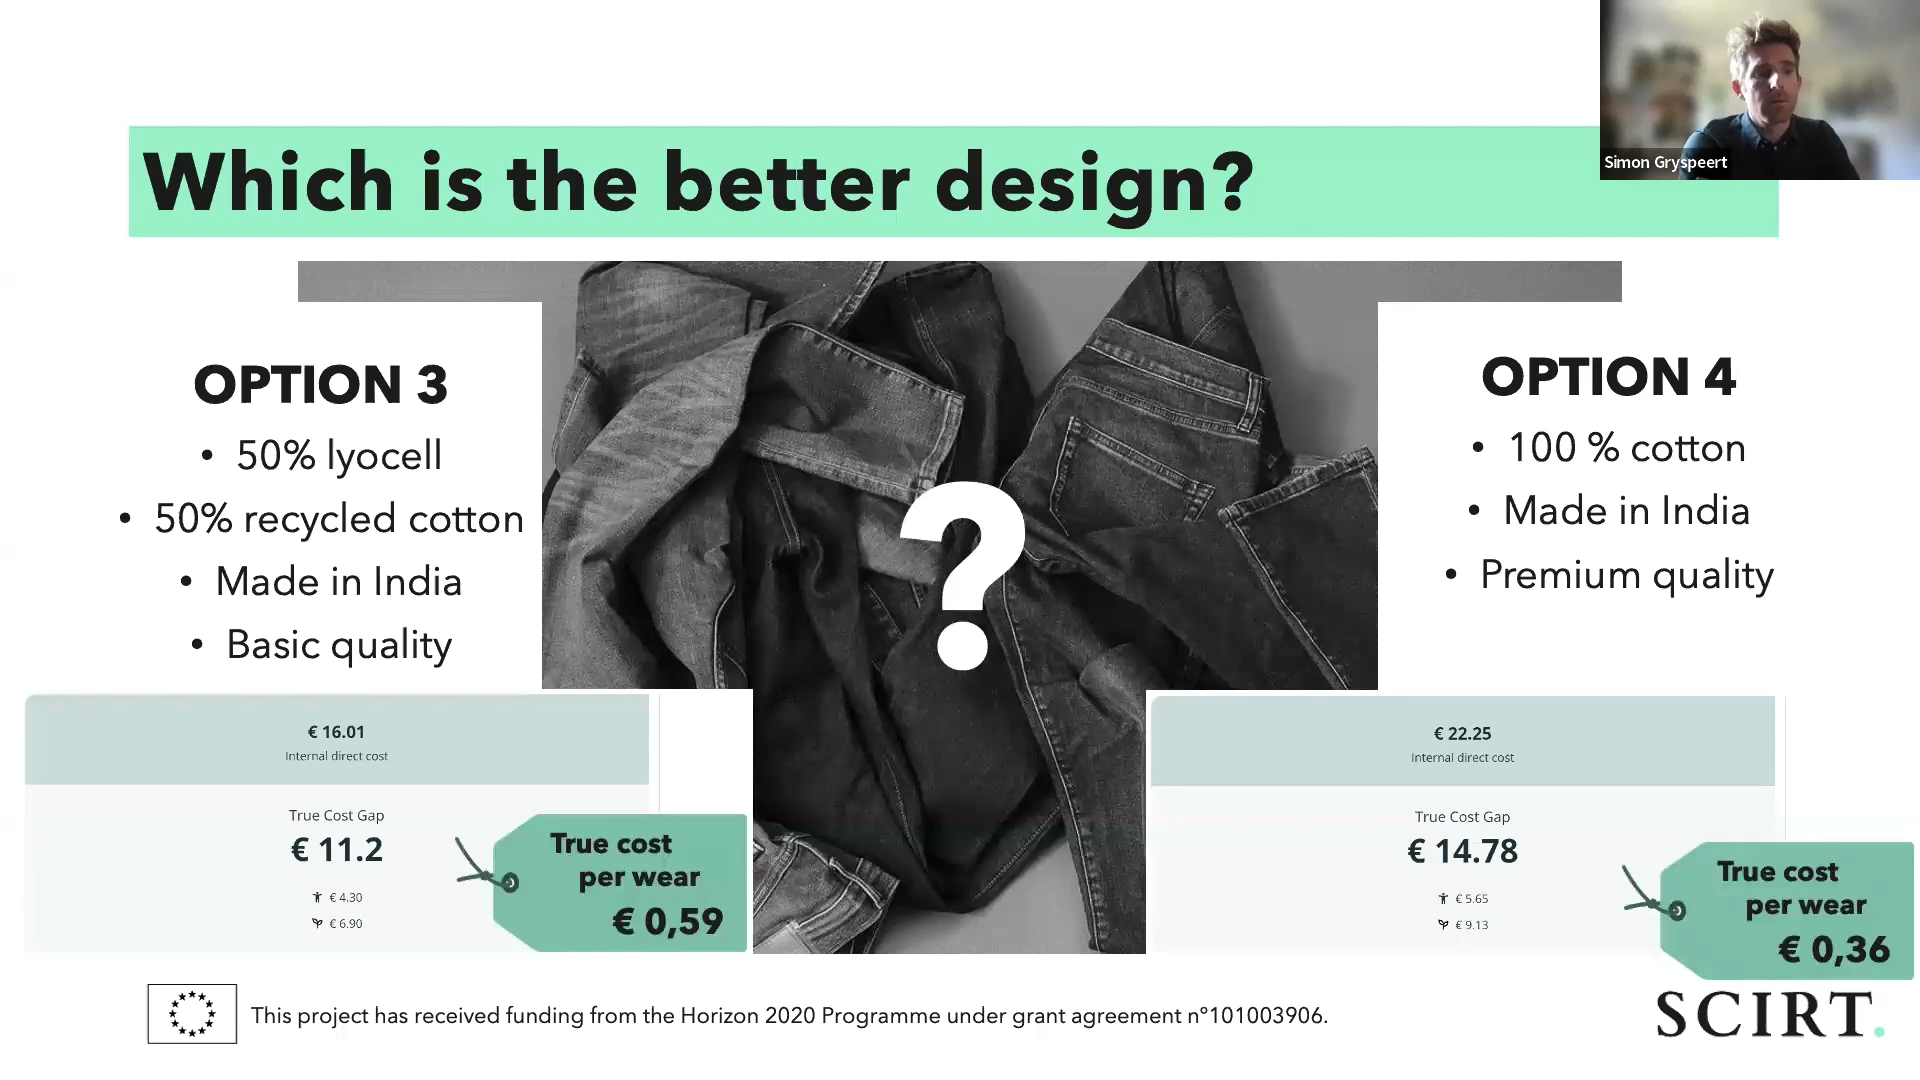 Simon Gryspeert
Which is the better design?
OPTION 3
• 50% lyocell
• 50% recycled cotton
• Made in India
• Basic quality
?
OPTION 4
• 100 % cotton
• Made in India
• Premium quality
€ 16.01
Internal direct cost
True Cost Gap
€ 11.2
€ 4.30
€ 6.90
True cost
per wear
€ 0,59
€ 22.25
Internal direct cost
True Cost Gap
€ 14.78
€ 5.65
€ 9.13
True cost
per wear
€ 0,36
This project has received funding from the Horizon 2020 Programme under grant agreement n°101003906.
SCIRT.